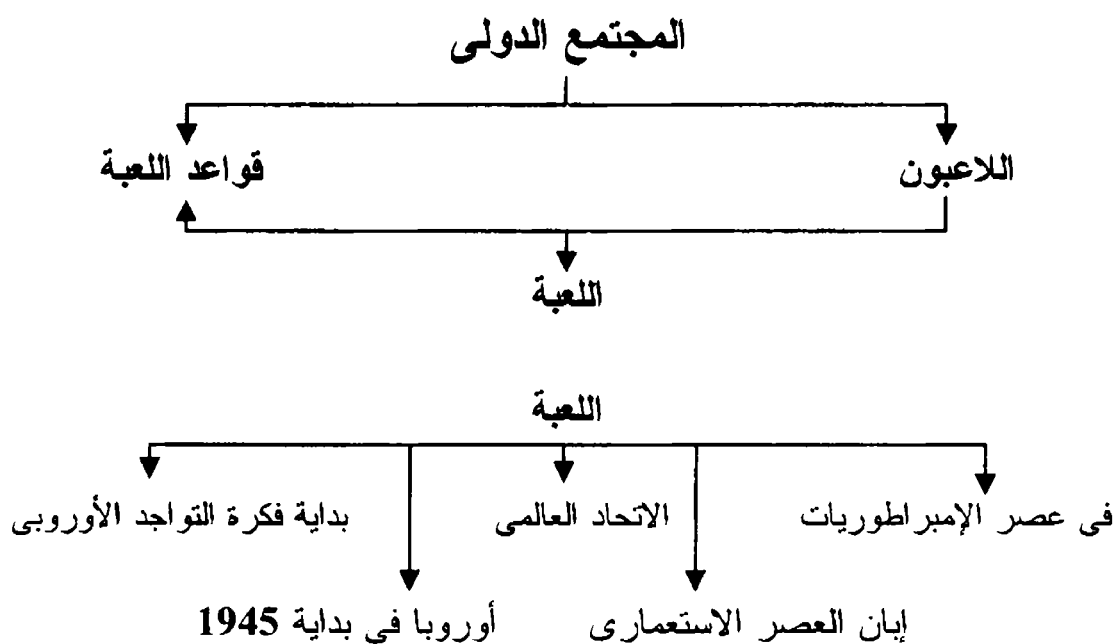 المجتمع الدولى
اللاعبون
قواعد اللعبة
اللعبة
اللعبة
فى عصر الإمبراطوريات
الاتحاد العالمى
بداية فكرة التواجد الأوروبى
إبان العصر الاستعمارى
أوروبا في بداية 1945